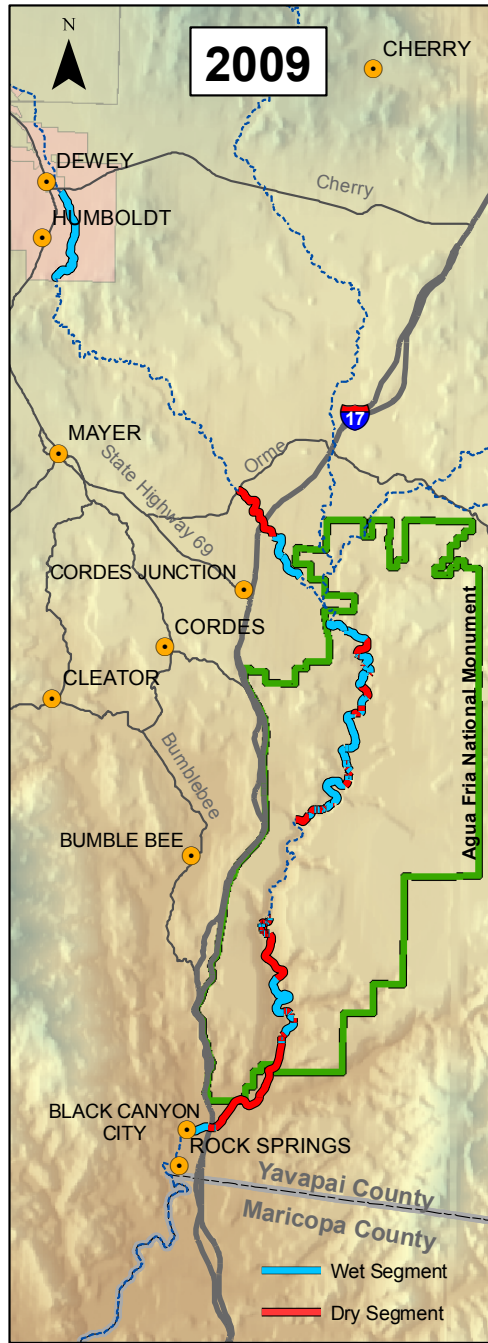 N
2009
CHERRY
DEWEY
Cherry
HUMBOLDT
17
MAYER
State Highway 69
Orme
CORDES JUNCTION
CORDES
CLEATOR
Agua Fria National Monument
Bumblebee
BUMBLE BEE
BLACK CANYON
CITY
ROCK SPRINGS
Yavapai County
Maricopa County
Wet Segment
Dry Segment